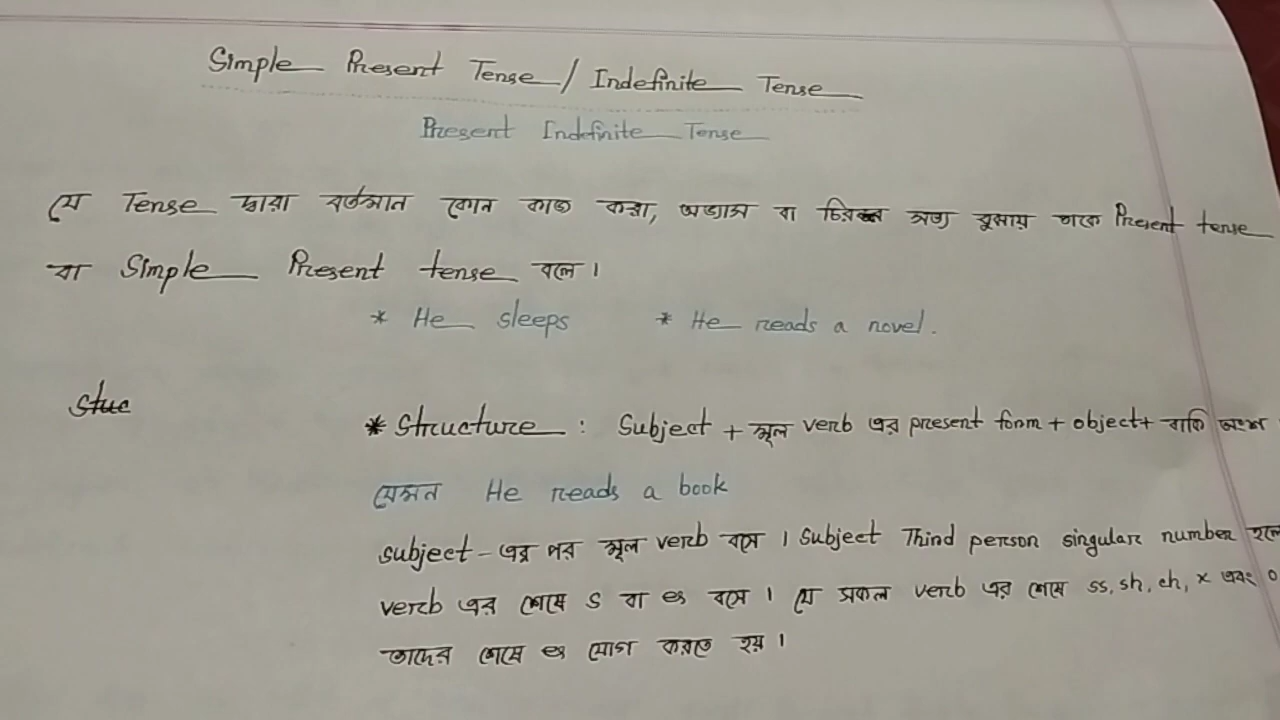 Simple Present Tense / Indefinite Tense
Present Indefinite Tense
যে Tense দ্বারা বর্তমান কোন কাজ করা, অভ্যাস বা চিরন্তন সত্য বুঝায় তাকে Present tense
বা Simple Present tense বলে।
* He sleeps * He reads a novel.
Stuc
* Structure : Subject + মূল verb এর present form + object + বাকি অংশ
যেমন He reads a book
subject - এর পর মূল verb বসে। Subject Third person singular number হলে
verb এর শেষে s বা es বসে। যে সকল verb এর শেষে ss, sh, ch, x এবং o
তাদের শেষে es যোগ করতে হয়।